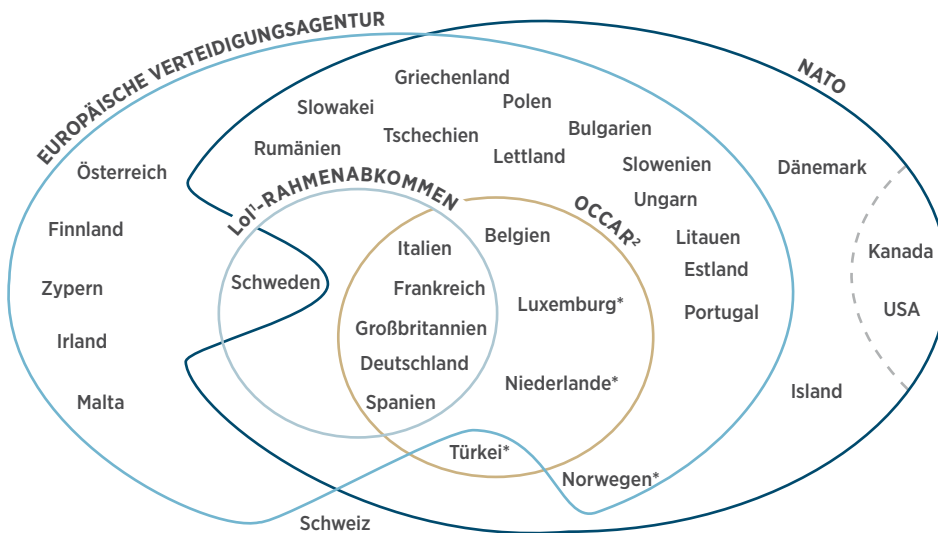 EUROPÄISCHE VERTEIDIGUNGSAGENTUR
NATO
Griechenland
Slowakei
Polen
Bulgarien
Tschechien
Rumänien
Lettland
Slowenien
Österreich
Dänemark
Ungarn
LoI¹-RAHMENABKOMMEN
OCCAR²
Finnland
Belgien
Litauen
Italien
Kanada
Estland
Schweden
Zypern
Frankreich
Luxemburg*
Portugal
USA
Großbritannien
Irland
Deutschland
Niederlande*
Island
Malta
Spanien
Türkei*
Norwegen*
Schweiz